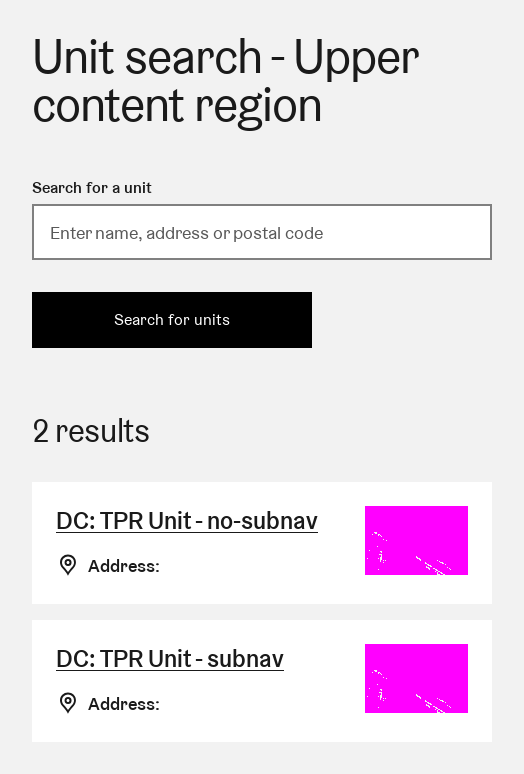 Unit search - Upper
content region
Search for a unit
Enter name, address or postal code
Search for units
2 results
DC: TPR Unit - no-subnav
Address:
DC: TPR Unit - subnav
Address: